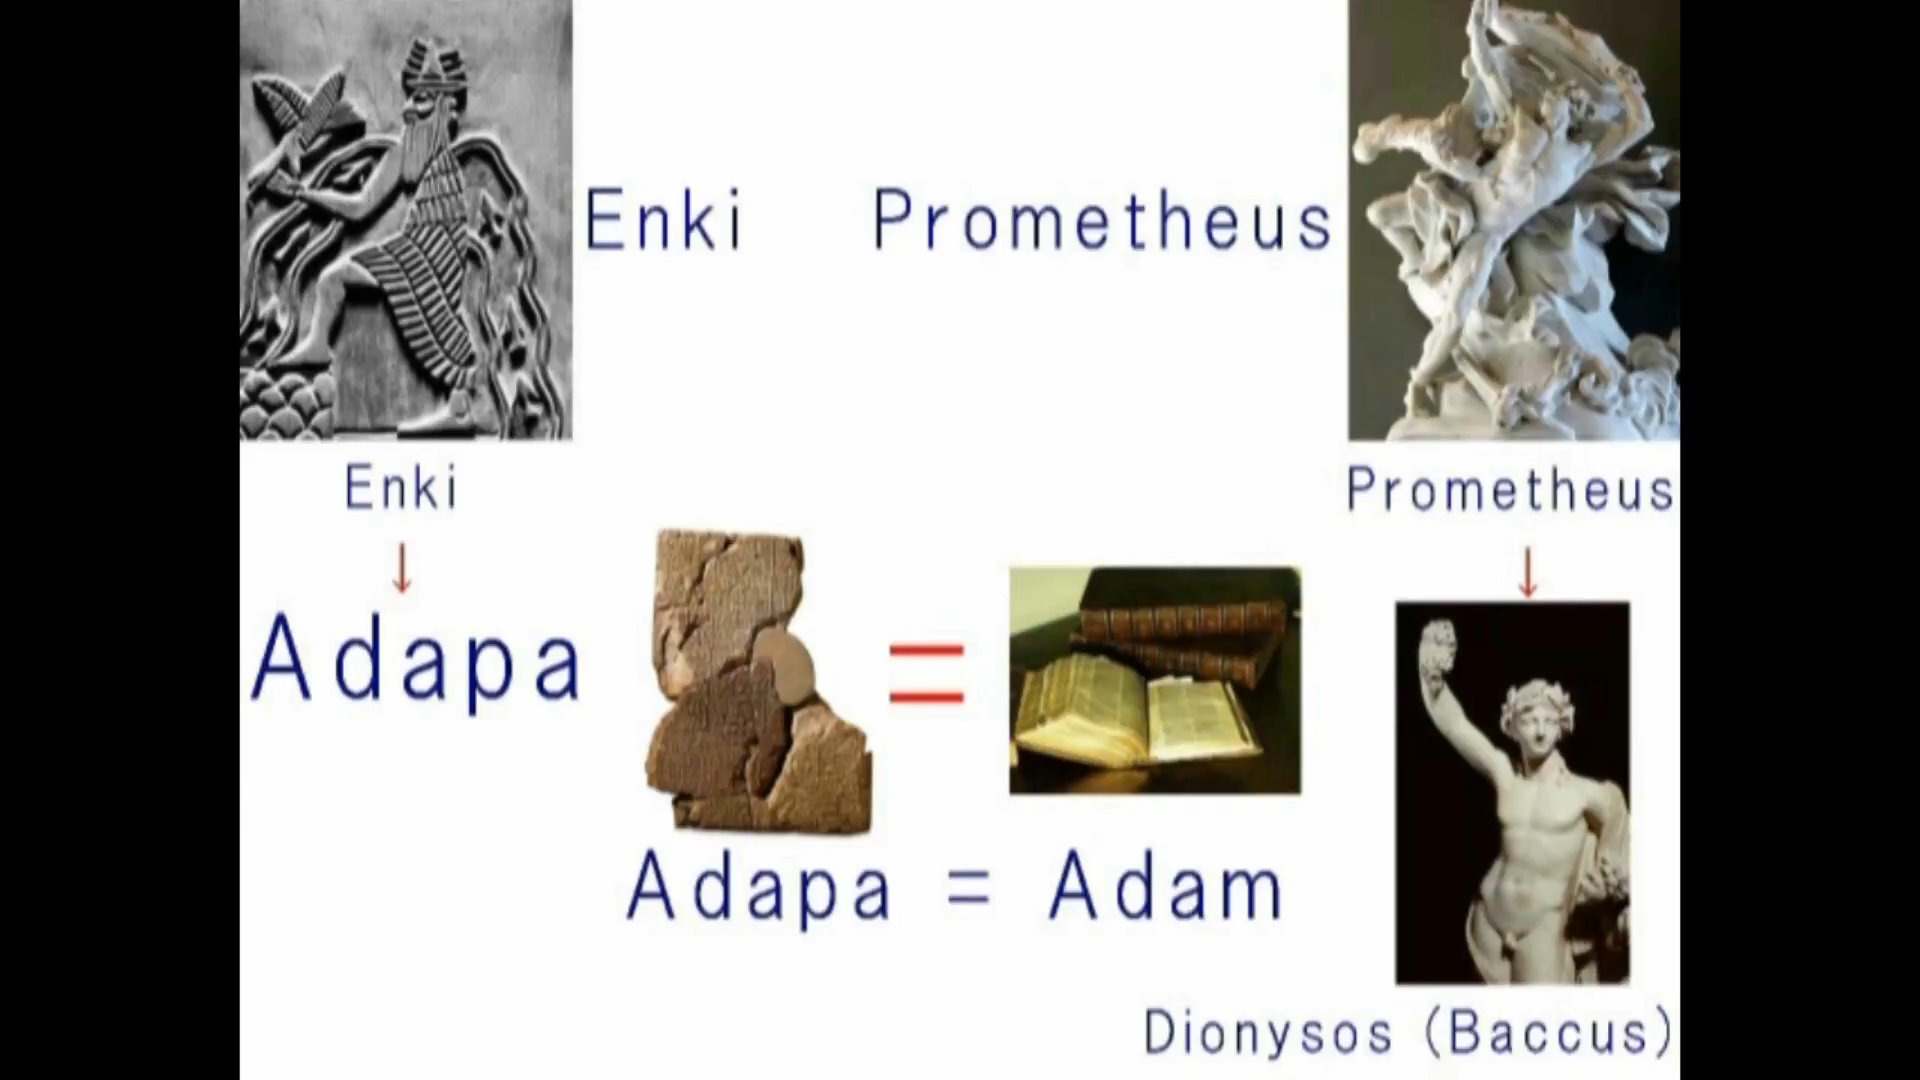 Enki Prometheus
Enki Prometheus
↓ ↓
Adapa =
Adapa = Adam
Dionysos (Baccus)